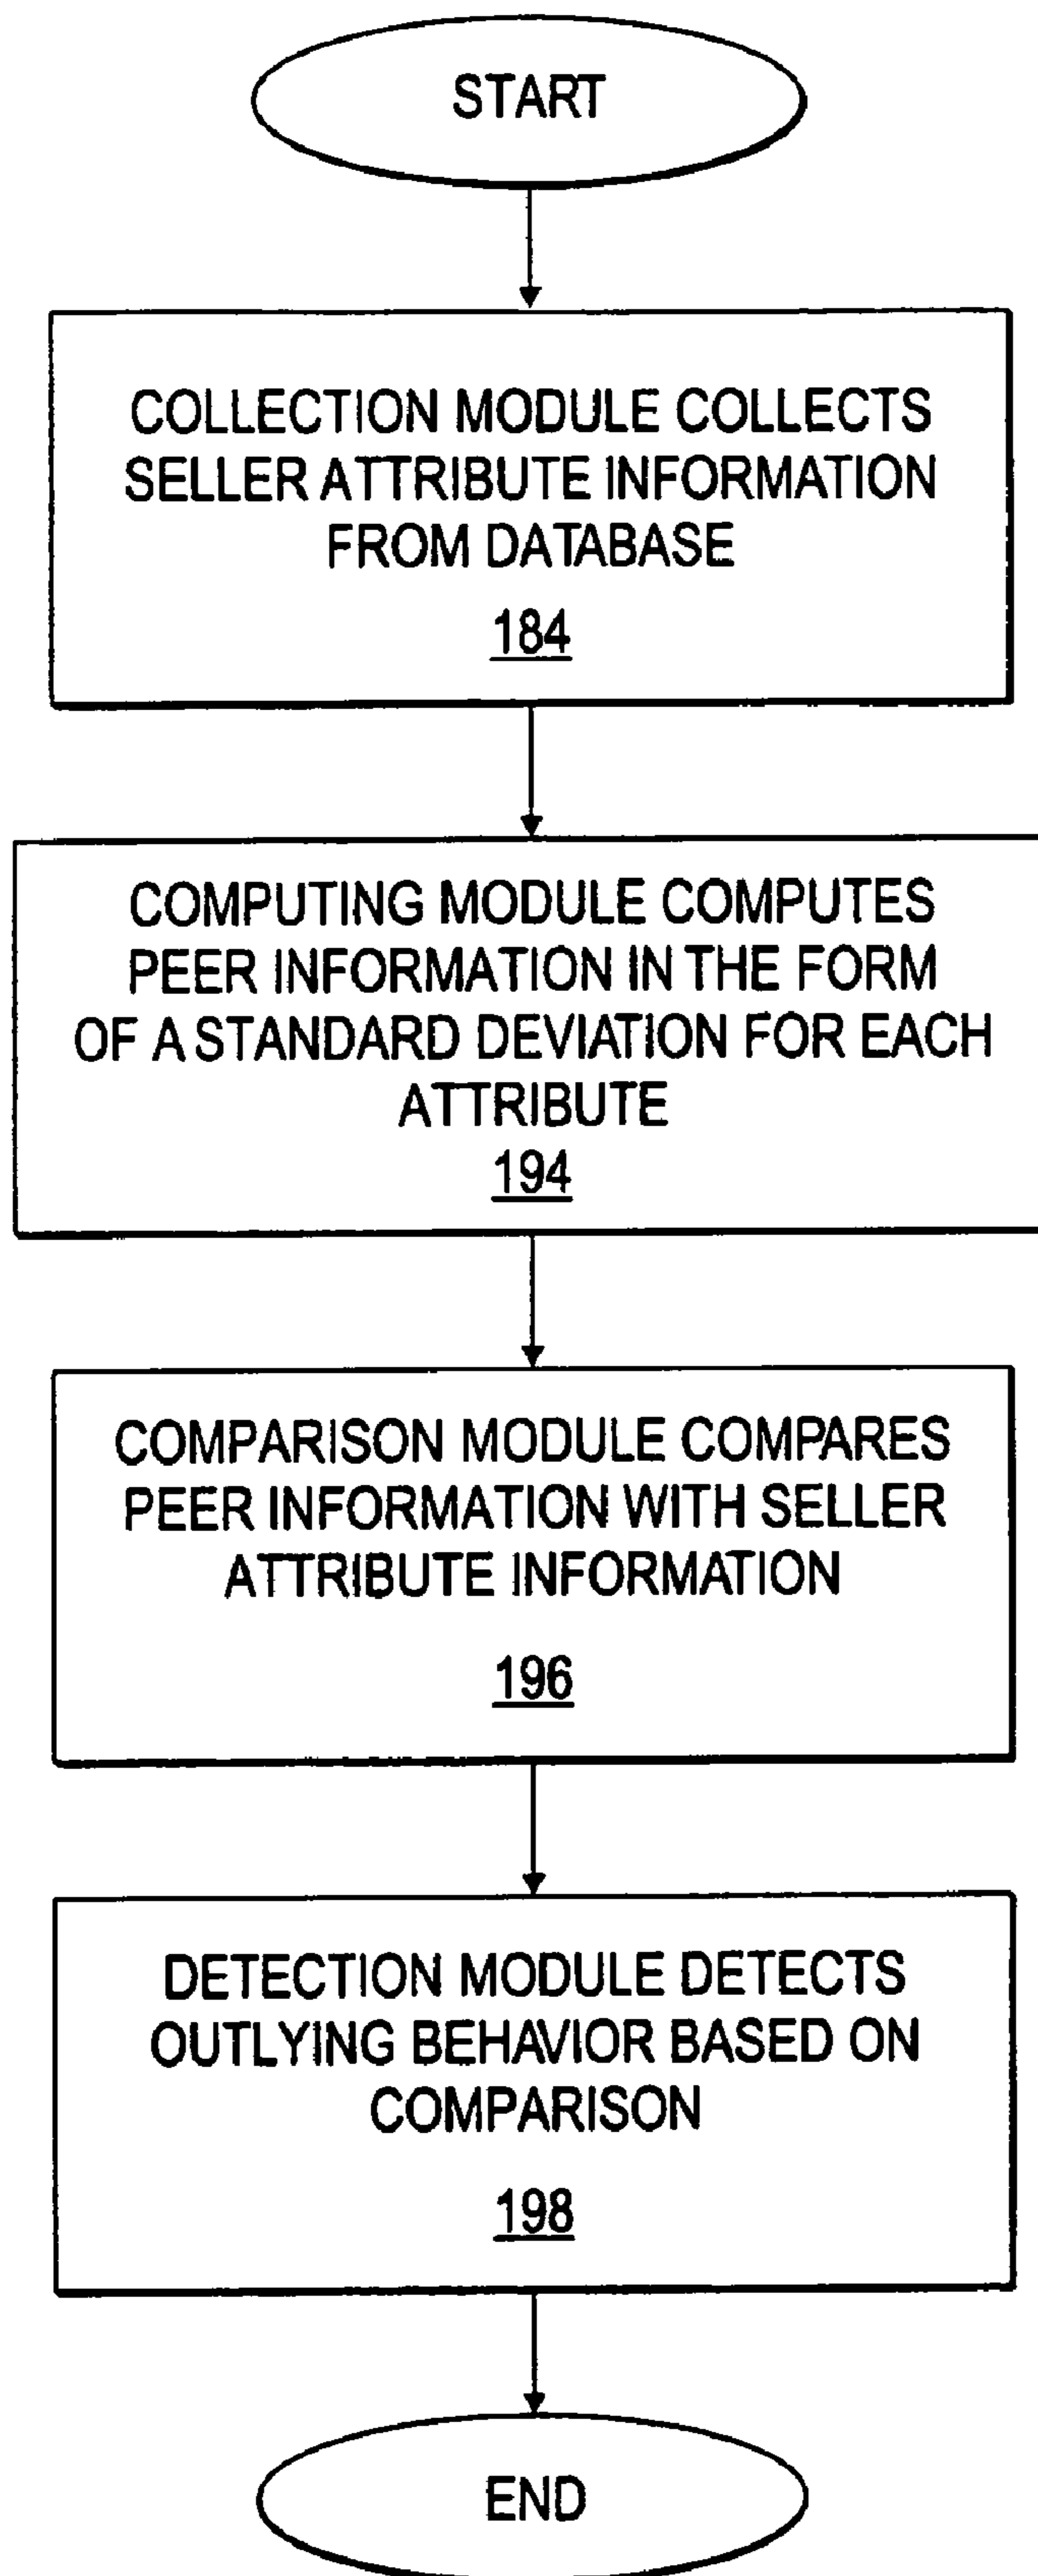 START
COLLECTION MODULE COLLECTS
SELLER ATTRIBUTE INFORMATION
FROM DATABASE
184
COMPUTING MODULE COMPUTES
PEER INFORMATION IN THE FORM
OF A STANDARD DEVIATION FOR EACH
ATTRIBUTE
194
COMPARISON MODULE COMPARES
PEER INFORMATION WITH SELLER
ATTRIBUTE INFORMATION
196
DETECTION MODULE DETECTS
OUTLYING BEHAVIOR BASED ON
COMPARISON
198
END